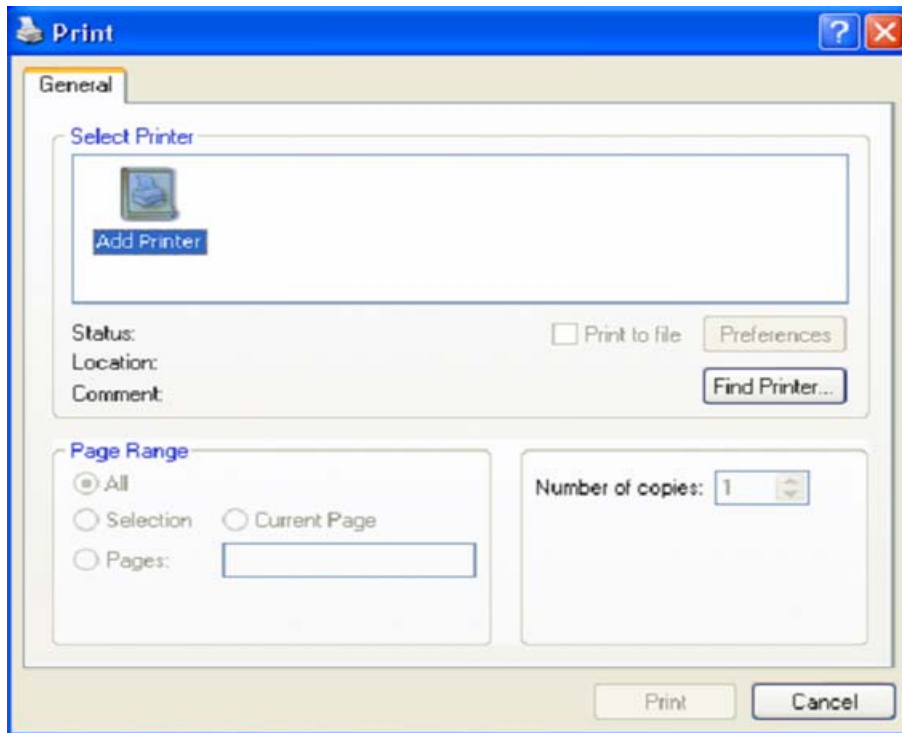 Print
General
Select Printer
Add Printer
Status:
Print to file
Preferences
Location:
Comment:
Find Printer...
Page Range
All
Number of copies: 1
Selection
Current Page
Pages:
Print
Cancel